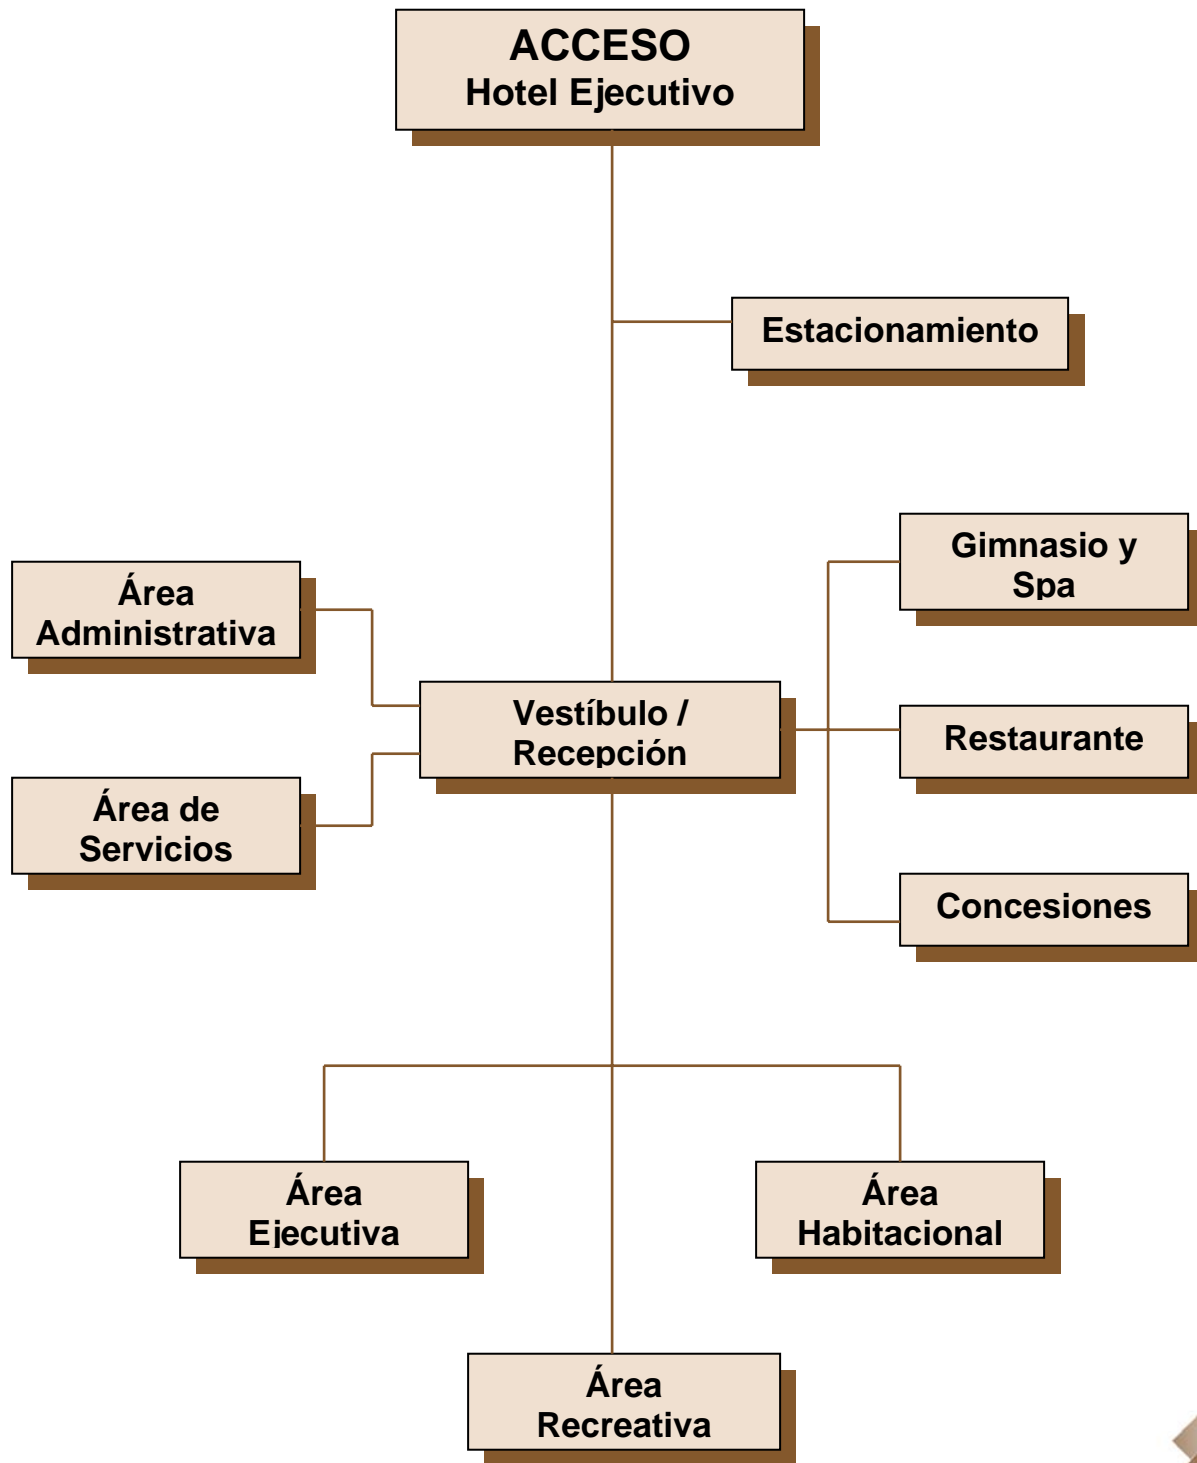 ACCESO
Hotel Ejecutivo
Estacionamiento
Gimnasio y
Spa
Área
Administrativa
Vestíbulo /
Recepción
Restaurante
Área de
Servicios
Concesiones
Área
Ejecutiva
Área
Habitacional
Área
Recreativa